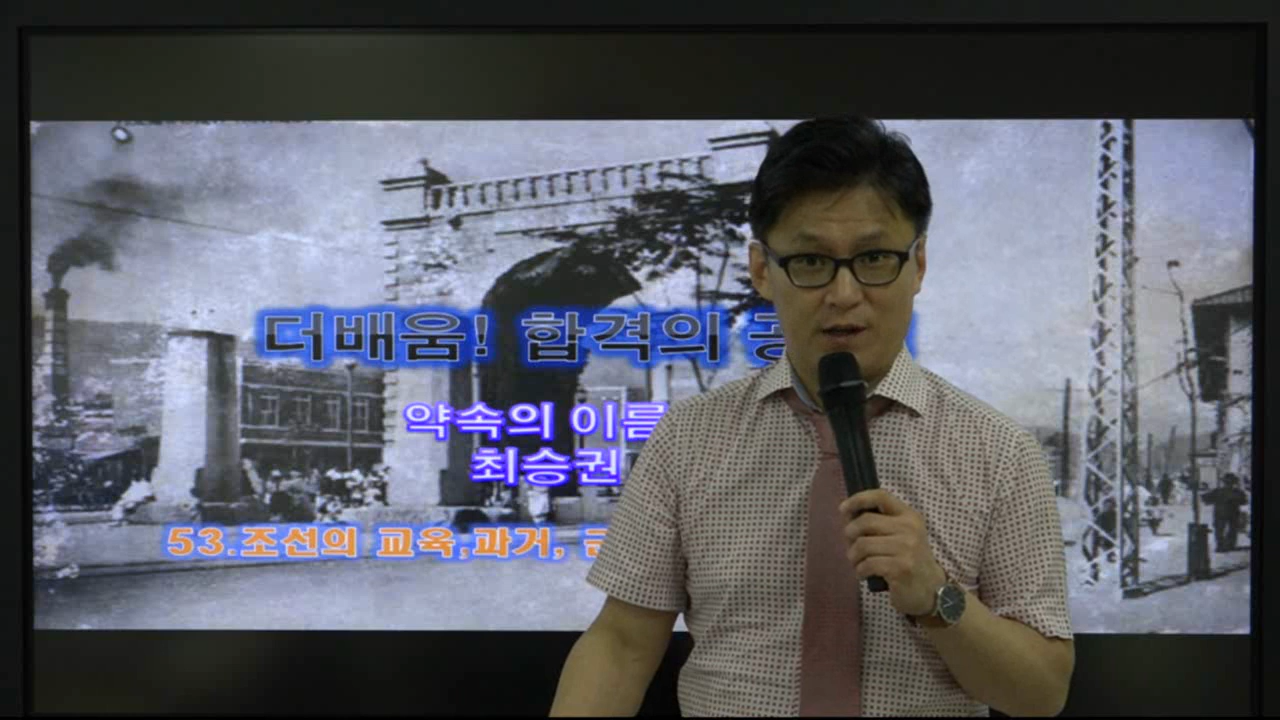 더배움! 합격의
약속의 이름
최승권
53.조선의 교육,과거,